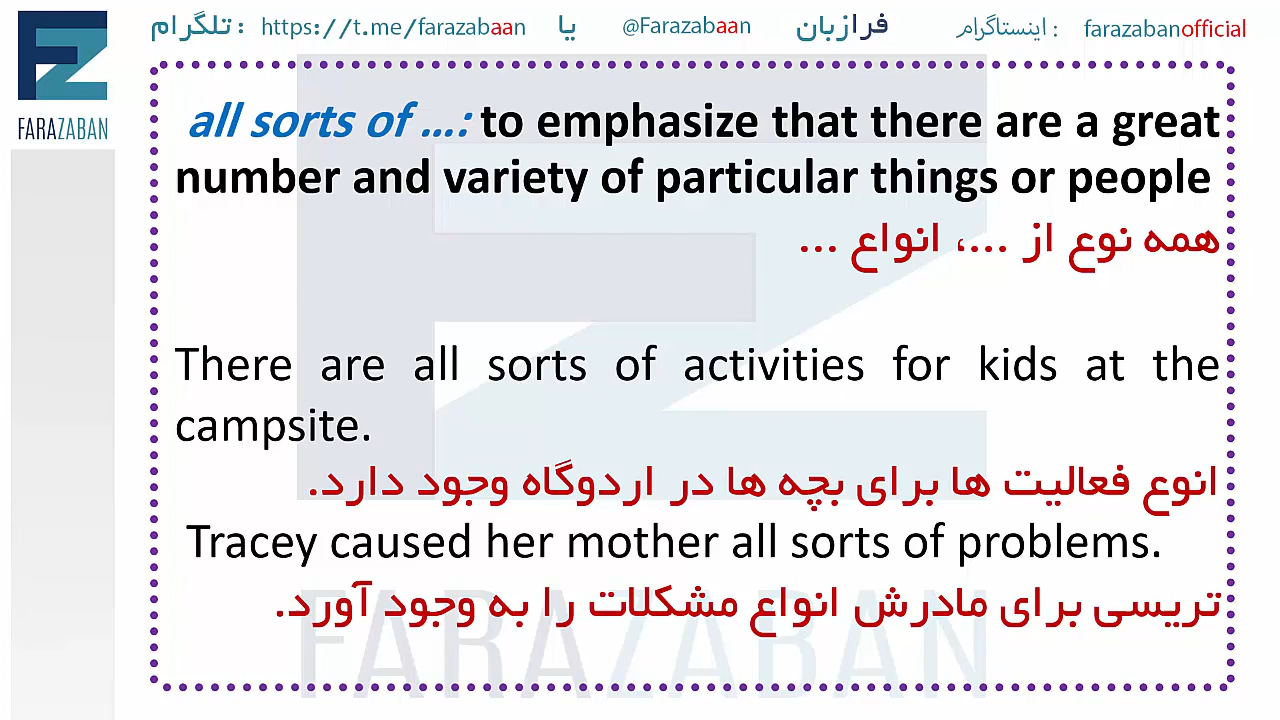 تلگرام : https://t.me/farazabaan یا @Farazabaan فرازبان اینستاگرام : farazabanofficial
FARAZABAN
all sorts of ...: to emphasize that there are a great
number and variety of particular things or people
همه نوع از ...، انواع ...
There are all sorts of activities for kids at the
campsite.
انوع فعالیت ها برای بچه ها در اردوگاه وجود دارد.
Tracey caused her mother all sorts of problems.
تریسی برای مادرش انواع مشکلات را به وجود آورد.
FARAZABAN